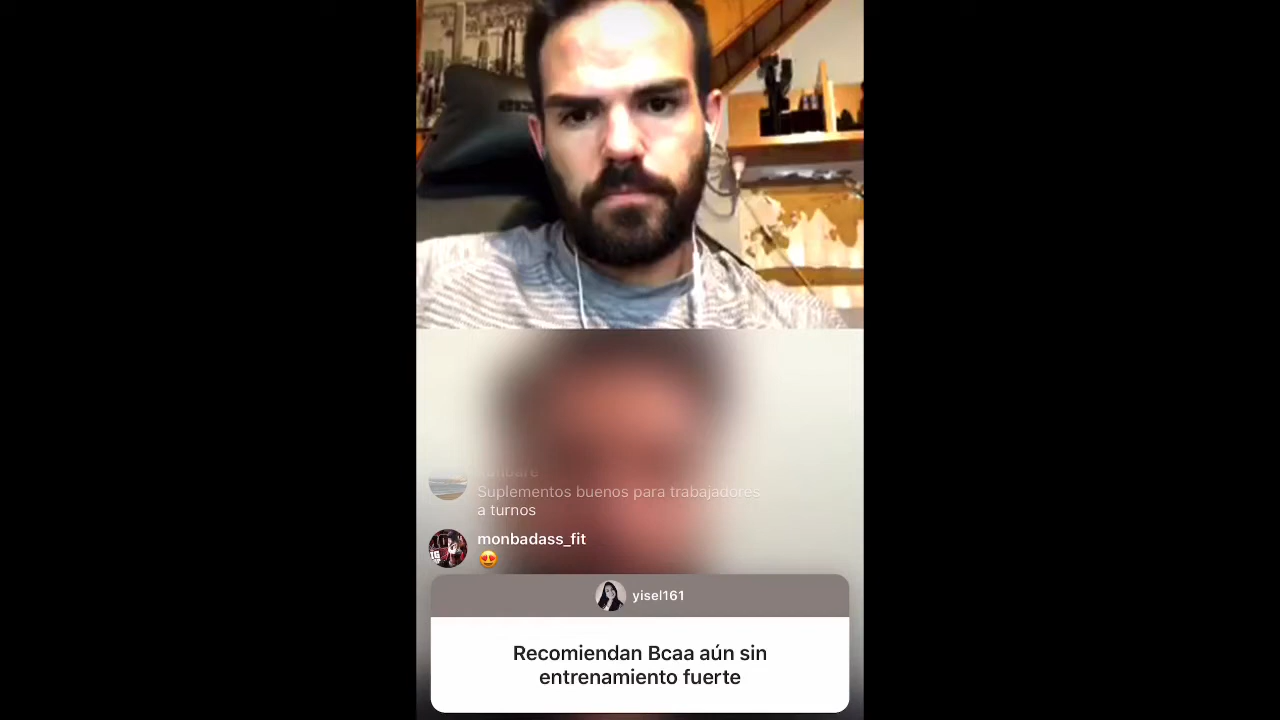 Suplementos buenos para trabajadores
a turnos
monbadass_fit
😍
yisel161
Recomiendan Bcaa aún sin
entrenamiento fuerte